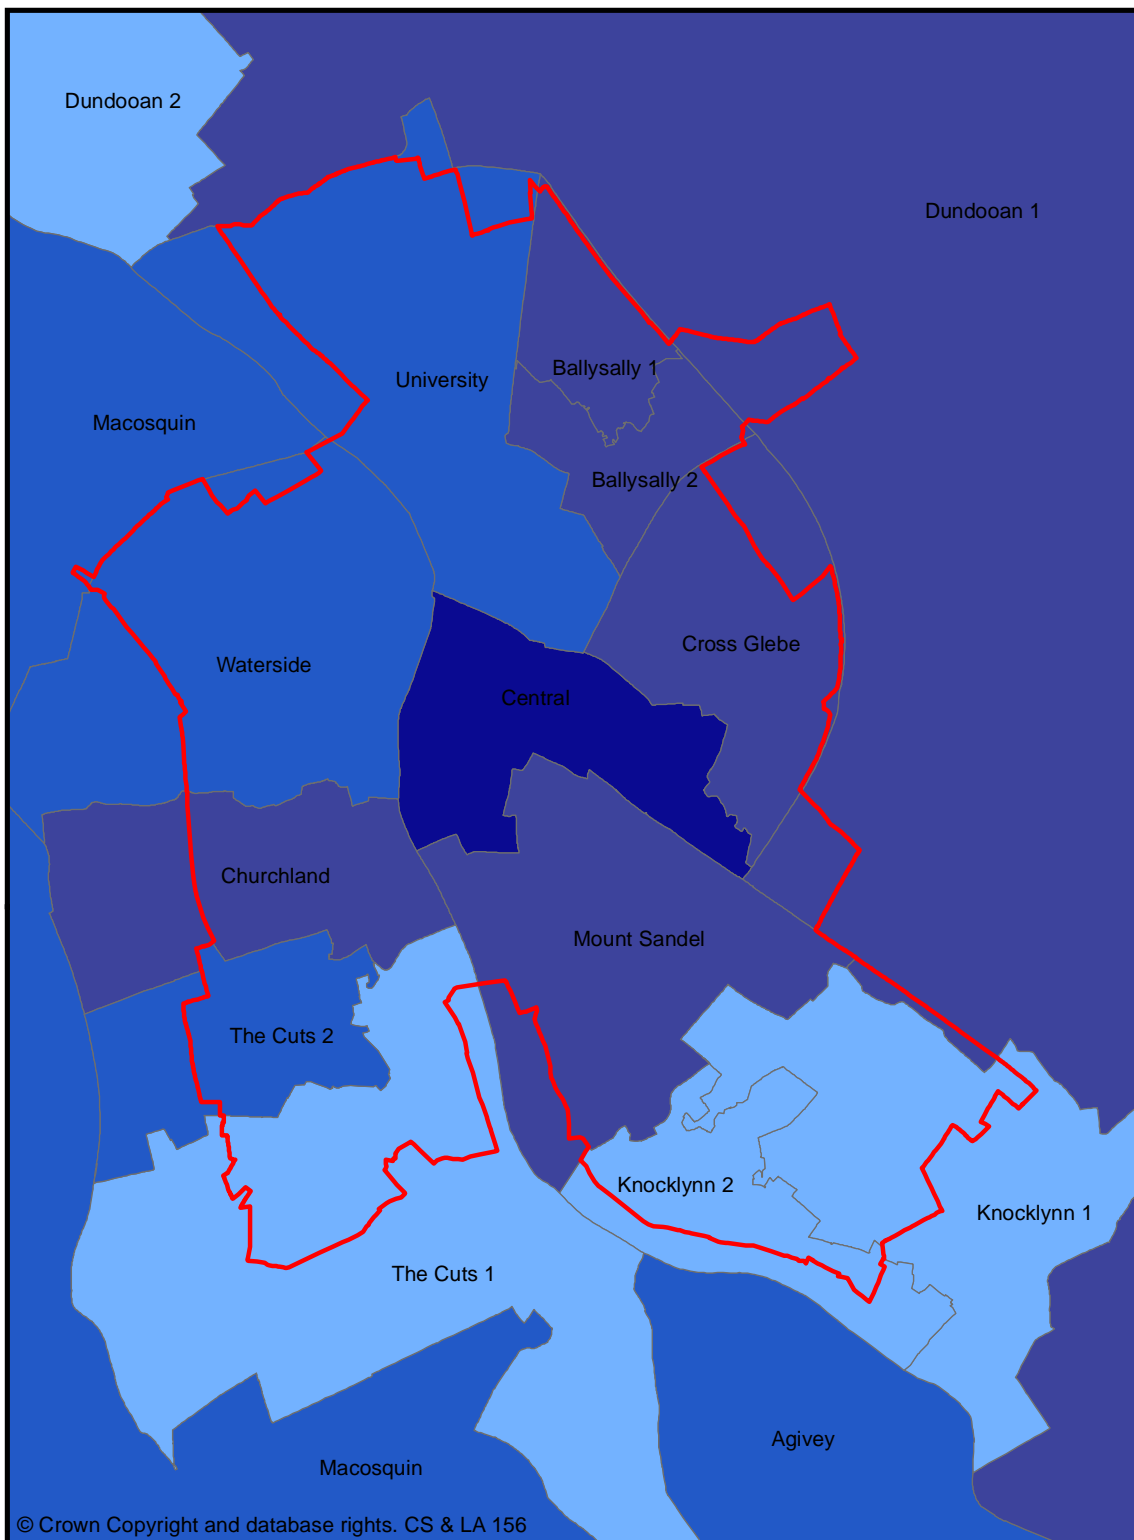 Dundooan 2
Dundooan 1
Ballysally 1
University
Macosquin
Ballysally 2
Cross Glebe
Waterside
Central
Churchland
Mount Sandel
The Cuts 2
Knocklynn 2
Knocklynn 1
The Cuts 1
Agivey
Macosquin
© Crown Copyright and database rights. CS & LA 156